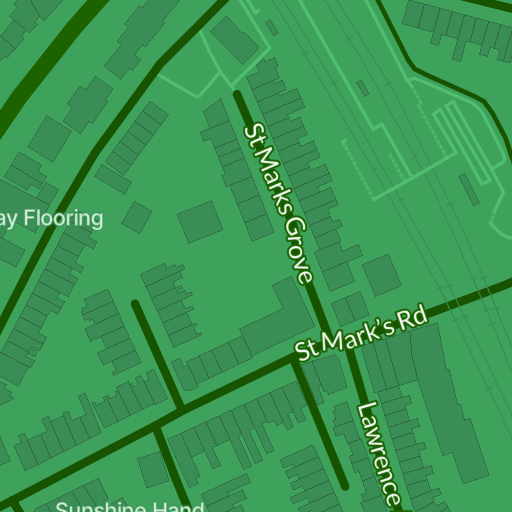 St Marks Grove
ay Flooring
St Mark's Rd
Lawrence
Sunshine Hand